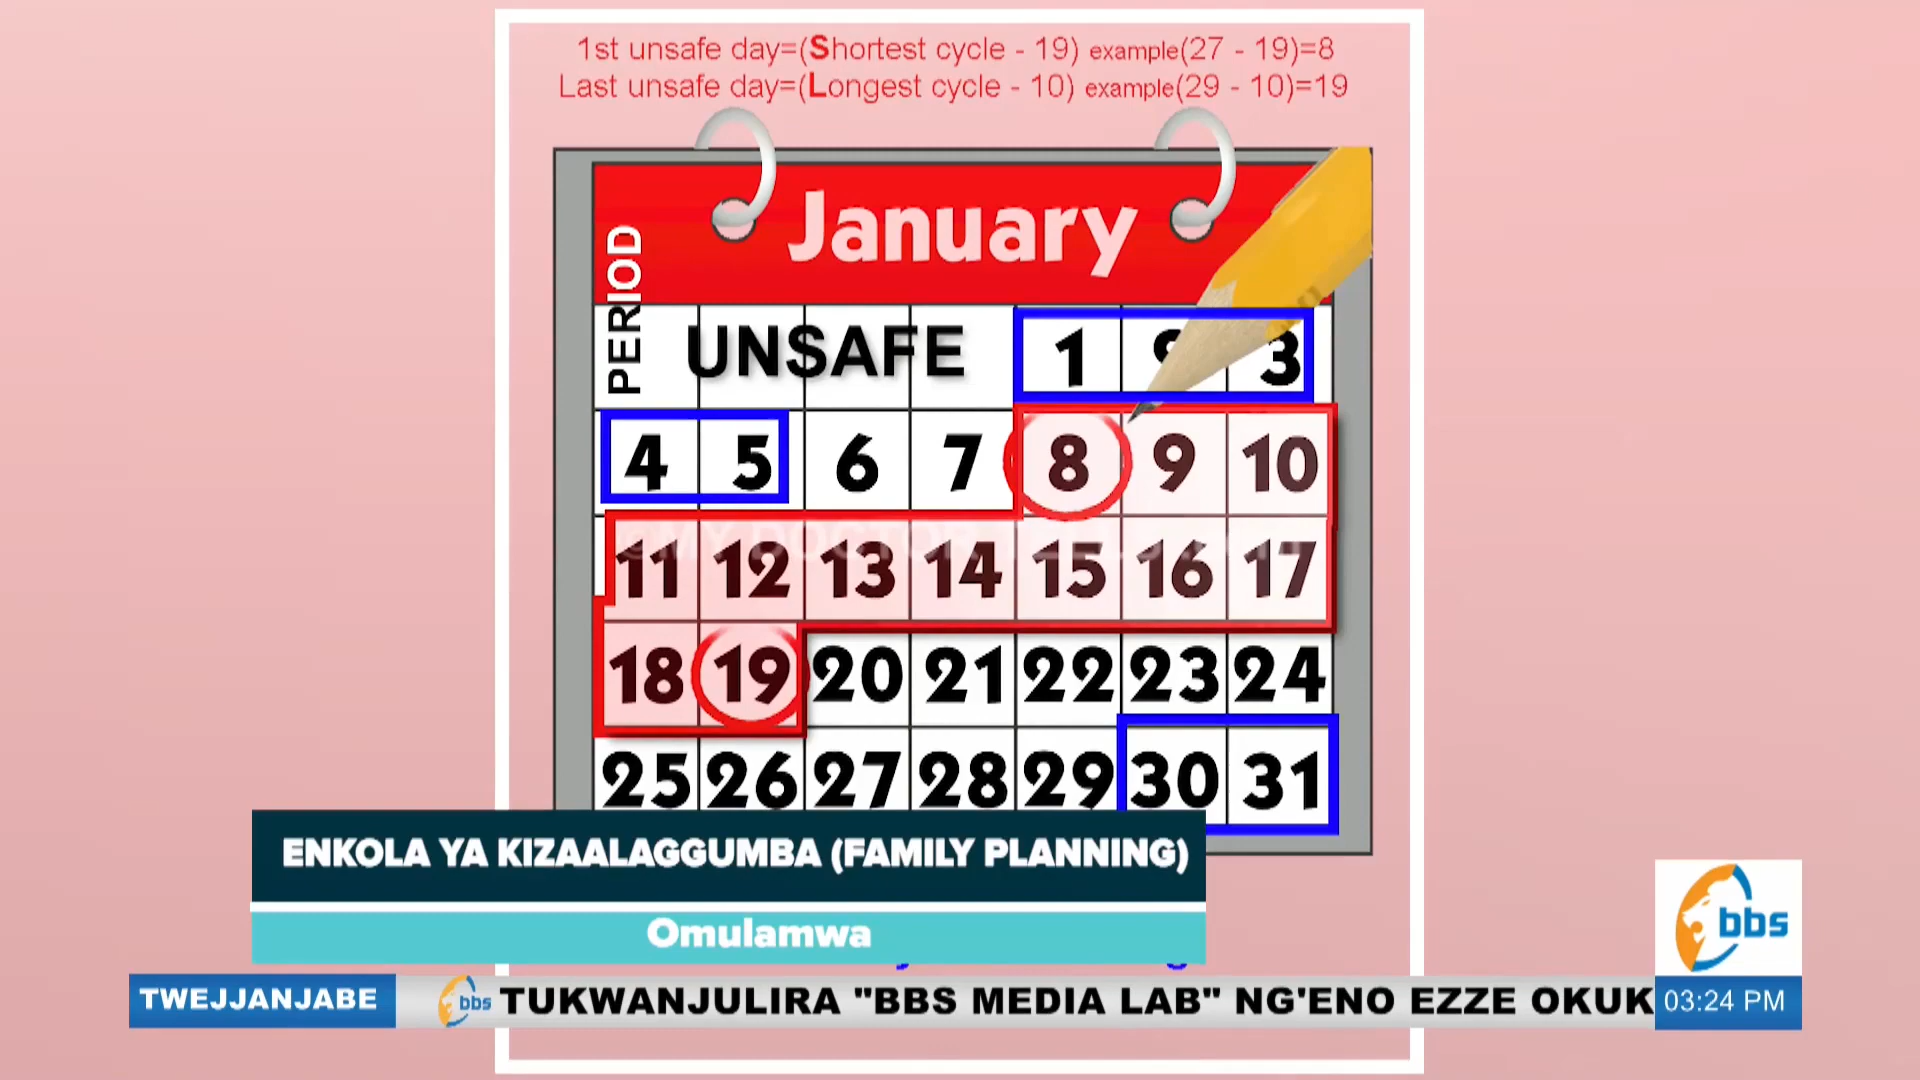 1st unsafe day=(Shortest cycle - 19) example(27 - 19)=8
Last unsafe day=(Longest cycle - 10) example(29 - 10)=19
January
PERIOD
UNSAFE
1 3
4 5 6 7 8 9 10
11 12 13 14 15 16 17
18 19 20 21 22 23 24
25 26 27 28 29 30 31
ENKOLA YA KIZAALAGGUMBA (FAMILY PLANNING)
Omulamwa
bbs
TWEJJANJABE
bbs TUKWANJULIRA "BBS MEDIA LAB" NG'ENO EZZE OKUK
03:24 PM